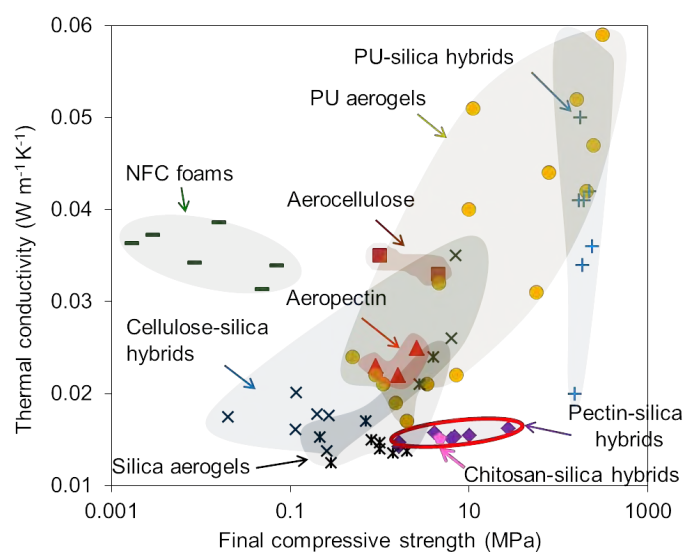 0.06
0.05
0.04
0.03
0.02
0.01
0.001
0.1
10
1000
Thermal conductivity (W m⁻¹K⁻¹)
Final compressive strength (MPa)
PU-silica hybrids
PU aerogels
NFC foams
Aerocellulose
Aeropectin
Cellulose-silica
hybrids
Pectin-silica
hybrids
Silica aerogels
Chitosan-silica hybrids